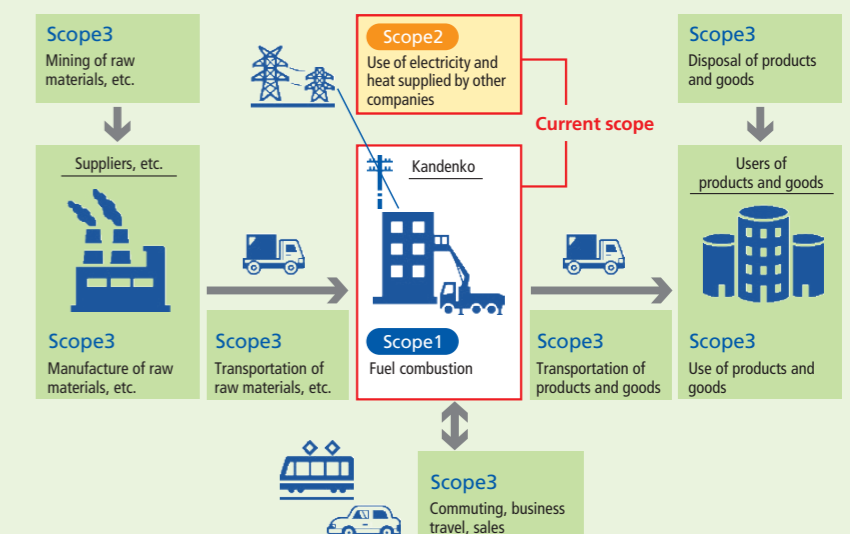 Scope3
Mining of raw
materials, etc.
Scope2
Use of electricity and
heat supplied by other
companies
Scope3
Disposal of products
and goods
Current scope
Suppliers, etc.
Kandenko
Users of
products and goods
Scope3
Manufacture of raw
materials, etc.
Scope3
Transportation of
raw materials, etc.
Scope1
Fuel combustion
Scope3
Transportation of
products and goods
Scope3
Use of products and
goods
Scope3
Commuting, business
travel, sales